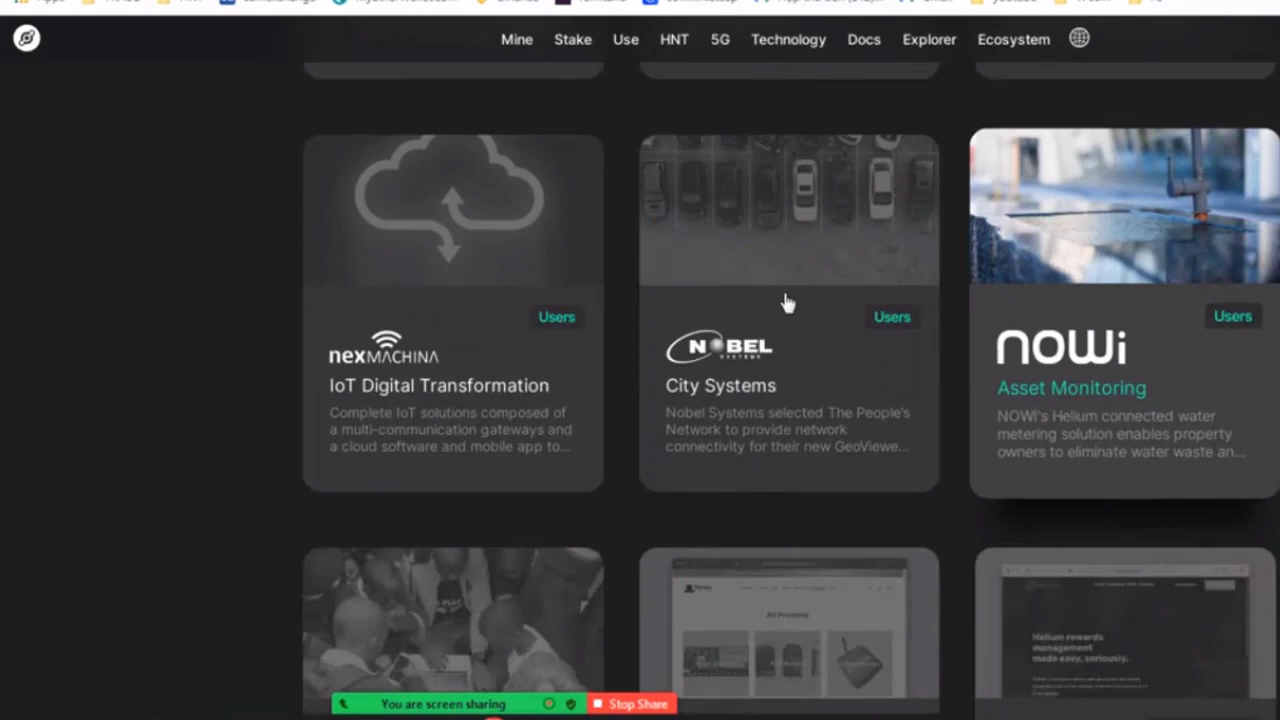 Mine Stake Use HNT 5G Technology Docs Explorer Ecosystem
Users
nexMACHINA
IoT Digital Transformation
Complete IoT solutions composed of
a multi-communication gateways and
a cloud software and mobile app to...
Users
NOBEL
SYSTEMS
City Systems
Nobel Systems selected The People's
Network to provide network
connectivity for their new GeoViewe...
Users
nowi
Asset Monitoring
NOWI's Helium connected water
metering solution enables property
owners to eliminate water waste an...
All Products
Helium rewards
management
made easy, seriously.
You are screen sharing
Stop Share